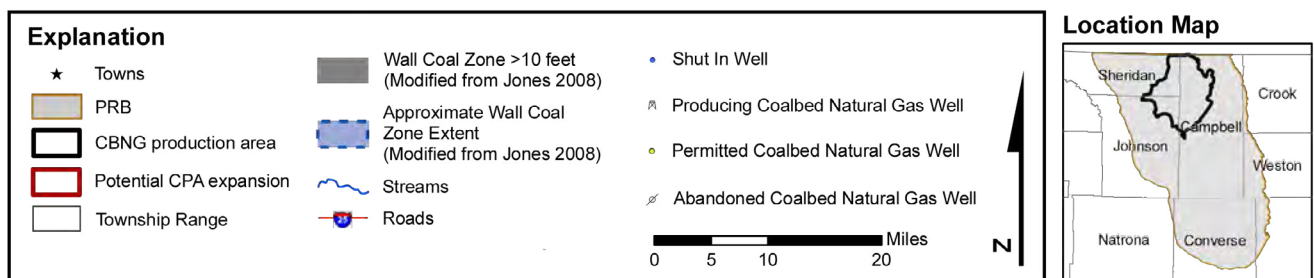 Explanation
Towns
PRB
CBNG production area
Potential CPA expansion
Township Range
Wall Coal Zone >10 feet
(Modified from Jones 2008)
Approximate Wall Coal
Zone Extent
(Modified from Jones 2008)
Streams
25
Roads
Shut In Well
Producing Coalbed Natural Gas Well
Permitted Coalbed Natural Gas Well
Abandoned Coalbed Natural Gas Well
Miles
0 5 10 20
N
Location Map
Sheridan
Crook
Campbell
Johnson
Weston
Natrona
Converse